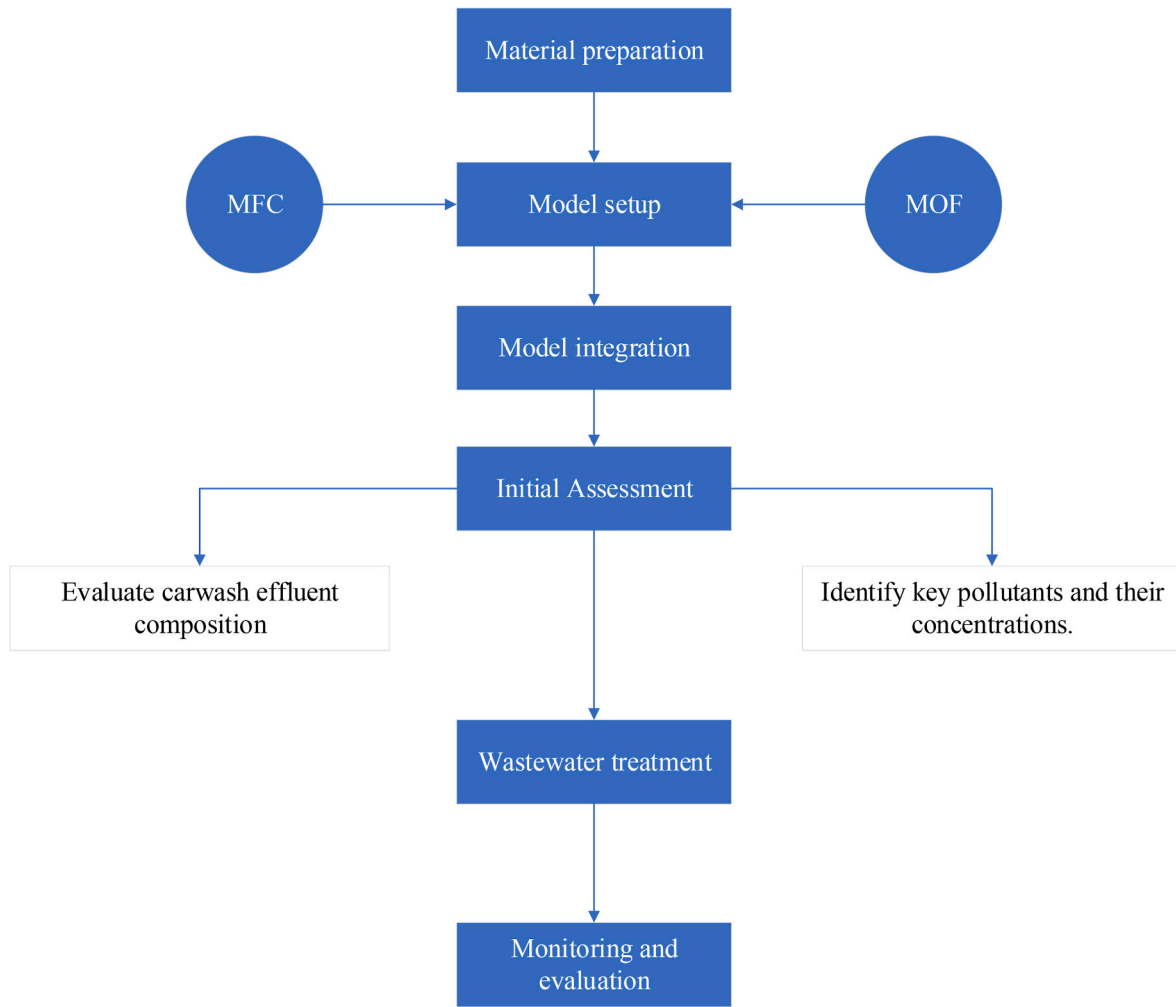 Material preparation
MFC
Model setup
MOF
Model integration
Initial Assessment
Evaluate carwash effluent
composition
Identify key pollutants and their
concentrations.
Wastewater treatment
Monitoring and
evaluation